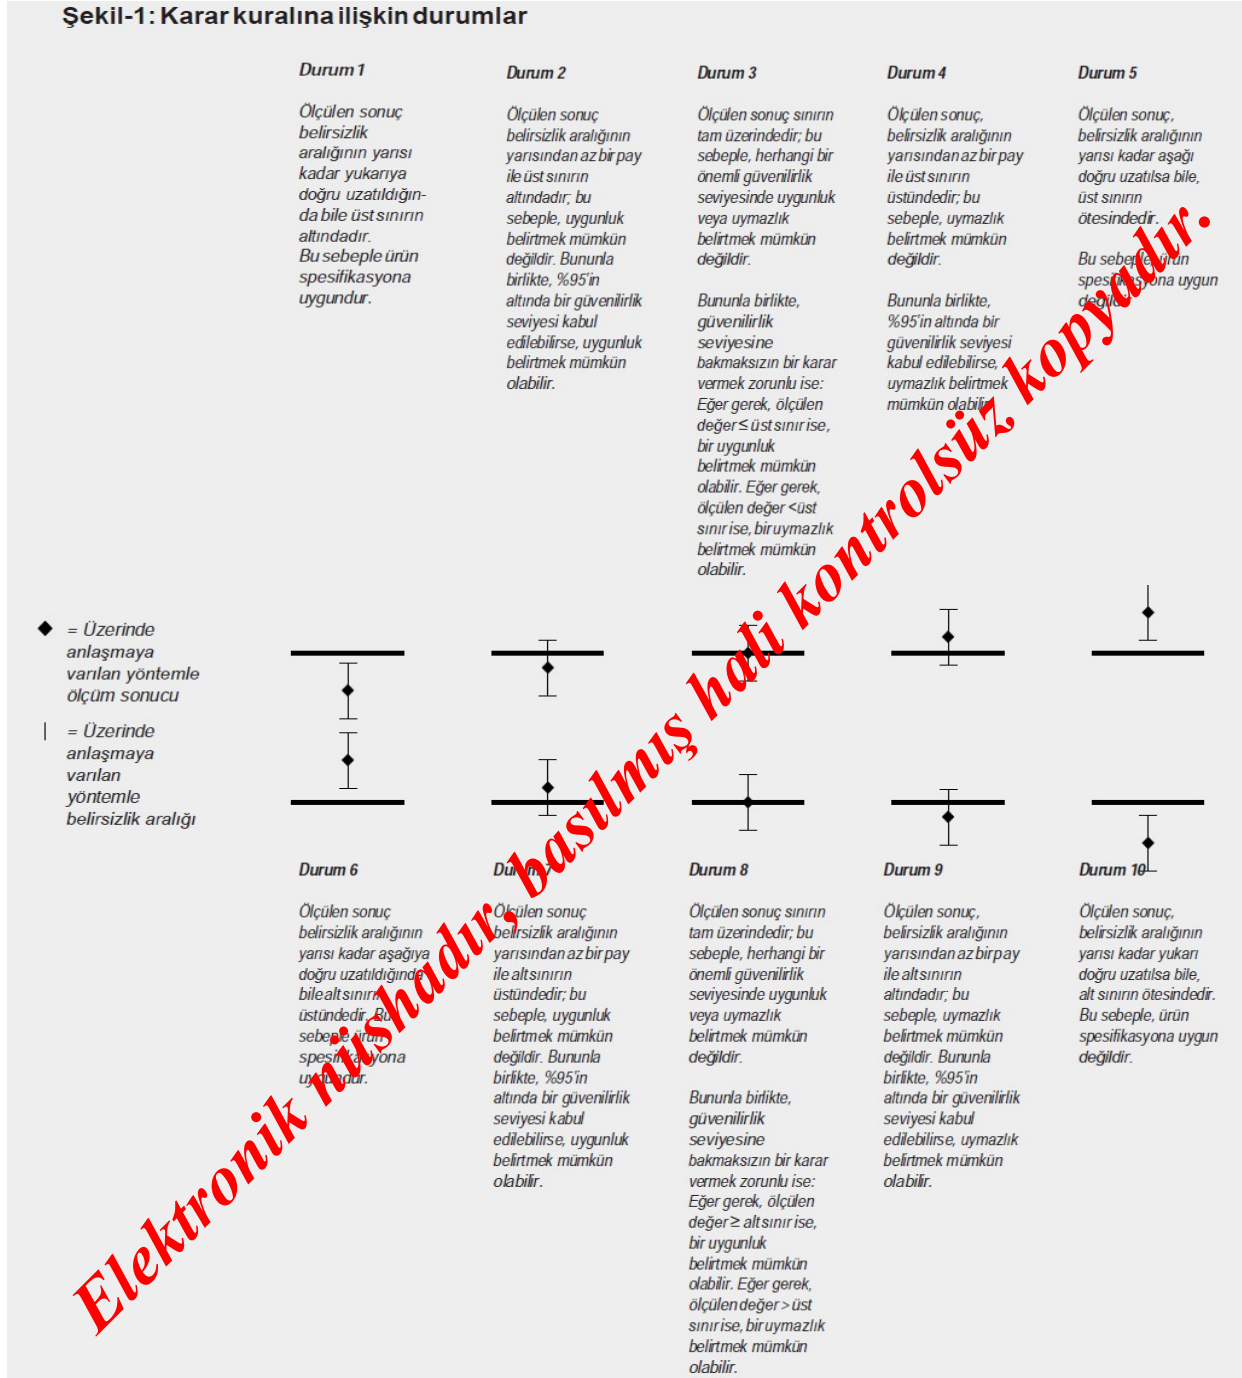 Şekil-1: Karar kuralına ilişkin durumlar
Durum 1
Ölçülen sonuç
belirsizlik
aralığının yarısı
kadar yukarıya
doğru uzatıldığın-
da bile üst sınırın
altındadır.
Bu sebeple ürün
spesifikasyona
uygundur.
Durum 2
Ölçülen sonuç
belirsizlik aralığının
yarısından az bir pay
ile üst sınırın
altındadır; bu
sebeple, uygunluk
belirtmek mümkün
değildir. Bununla
birlikte, %95'in
altında bir güvenilirlik
seviyesi kabul
edilebilirse, uygunluk
belirtmek mümkün
olabilir.
Durum 3
Ölçülen sonuç sınırın
tam üzerindedir; bu
sebeple, herhangi bir
önemli güvenilirlik
seviyesinde uygunluk
veya uymazlık
belirtmek mümkün
değildir.
Bununla birlikte,
güvenilirlik
seviyesine
bakmaksızın bir karar
vermek zorunlu ise:
Eğer gerek, ölçülen
değer ≤ üst sınır ise,
bir uygunluk
belirtmek mümkün
olabilir. Eğer gerek,
ölçülen değer <üst
sınır ise, bir uymazlık
belirtmek mümkün
olabilir.
Durum 4
Ölçülen sonuç,
belirsizlik aralığının
yarısından az bir pay
ile üst sınırın
üstündedir; bu
sebeple, uymazlık
belirtmek mümkün
değildir.
Bununla birlikte,
%95'in altında bir
güvenilirlik seviyesi
kabul edilebilirse,
uymazlık belirtmek
mümkün olabilir.
Durum 5
Ölçülen sonuç,
belirsizlik aralığının
yarısı kadar aşağı
doğru uzatılsa bile,
üst sınırın
ötesindedir.
Bu sebeple, ürün
spesifikasyona uygun
değildir.
= Üzerinde
anlaşmaya
varılan yöntemle
ölçüm sonucu
= Üzerinde
anlaşmaya
varılan
yöntemle
belirsizlik aralığı
Durum 6
Ölçülen sonuç
belirsizlik aralığının
yarısı kadar aşağıya
doğru uzatıldığında
bile alt sınırın
üstündedir. Bu
sebeple ürün
spesifikasyona
uygundur.
Durum 7
Ölçülen sonuç
belirsizlik aralığının
yarısından az bir pay
ile alt sınırın
üstündedir; bu
sebeple, uygunluk
belirtmek mümkün
değildir. Bununla
birlikte, %95'in
altında bir güvenilirlik
seviyesi kabul
edilebilirse, uygunluk
belirtmek mümkün
olabilir.
Durum 8
Ölçülen sonuç sınırın
tam üzerindedir; bu
sebeple, herhangi bir
önemli güvenilirlik
seviyesinde uygunluk
veya uymazlık
belirtmek mümkün
değildir.
Bununla birlikte,
güvenilirlik
seviyesine
bakmaksızın bir karar
vermek zorunlu ise:
Eğer gerek, ölçülen
değer ≥ alt sınır ise,
bir uygunluk
belirtmek mümkün
olabilir. Eğer gerek,
ölçülen değer > üst
sınır ise, bir uymazlık
belirtmek mümkün
olabilir.
Durum 9
Ölçülen sonuç,
belirsizlik aralığının
yarısından az bir pay
ile alt sınırın
altındadır; bu
sebeple, uymazlık
belirtmek mümkün
değildir. Bununla
birlikte, %95'in
altında bir güvenilirlik
seviyesi kabul
edilebilirse, uymazlık
belirtmek mümkün
olabilir.
Durum 10
Ölçülen sonuç,
belirsizlik aralığının
yarısı kadar yukarı
doğru uzatılsa bile,
alt sınırın ötesindedir.
Bu sebeple, ürün
spesifikasyona uygun
değildir.
Elektronik nüshadır, basılmış hali kontrolsüz kopyadır.